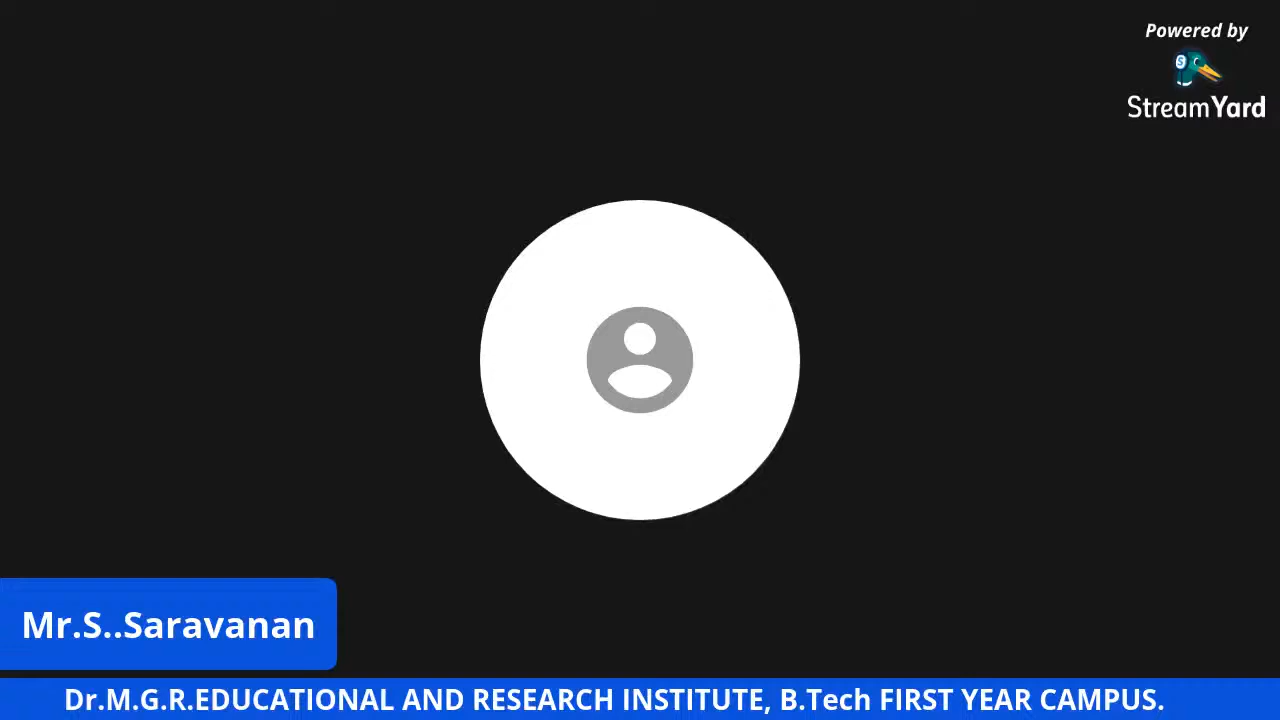 Powered by
S
StreamYard
Mr.S..Saravanan
Dr.M.G.R.EDUCATIONAL AND RESEARCH INSTITUTE, B.Tech FIRST YEAR CAMPUS.